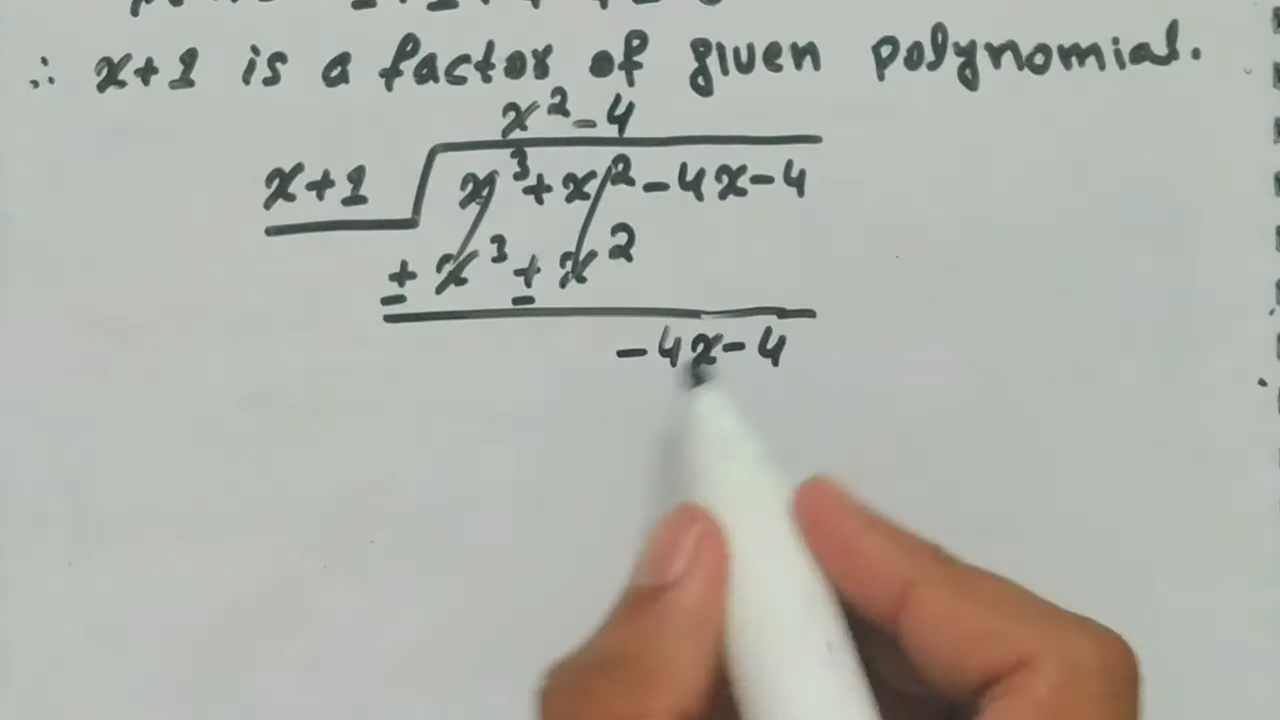 ∴ x+1 is a factor of given polynomial.
x² - 4
x+1 x³ + x² - 4x - 4
± x³ ± x²
- 4x - 4